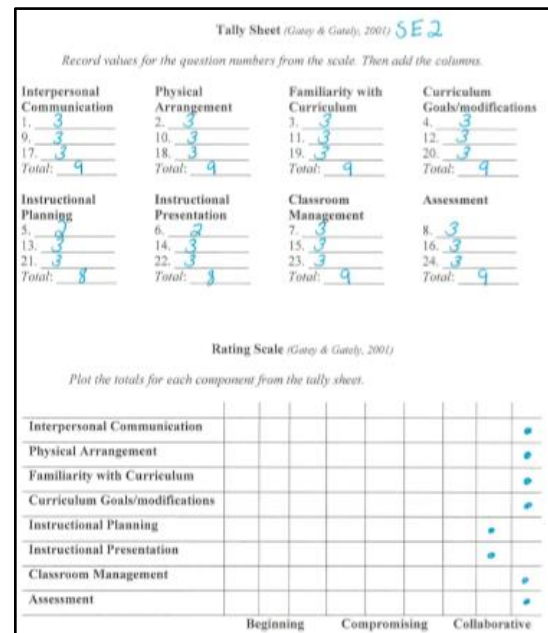 Tally Sheet (Gately & Gately, 2001) SE2
Record values for the question numbers from the scale. Then add the columns.
Interpersonal Physical Familiarity with Curriculum
Communication Arrangement Curriculum Goals/modifications
1. 3 2. 3 3. 3 4. 3
9. 3 10. 3 11. 3 12. 3
17. 3 18. 3 19. 3 20. 3
Total: 9 Total: 9 Total: 9 Total: 9
Instructional Instructional Classroom Assessment
Planning Presentation Management
5. 2 6. 2 7. 3 8. 3
13. 3 14. 3 15. 3 16. 3
21. 3 22. 3 23. 3 24. 3
Total: 8 Total: 8 Total: 9 Total: 9
Rating Scale (Gately & Gately, 2001)
Plot the totals for each component from the tally sheet.
Interpersonal Communication
Physical Arrangement
Familiarity with Curriculum
Curriculum Goals/modifications
Instructional Planning
Instructional Presentation
Classroom Management
Assessment
Beginning Compromising Collaborative